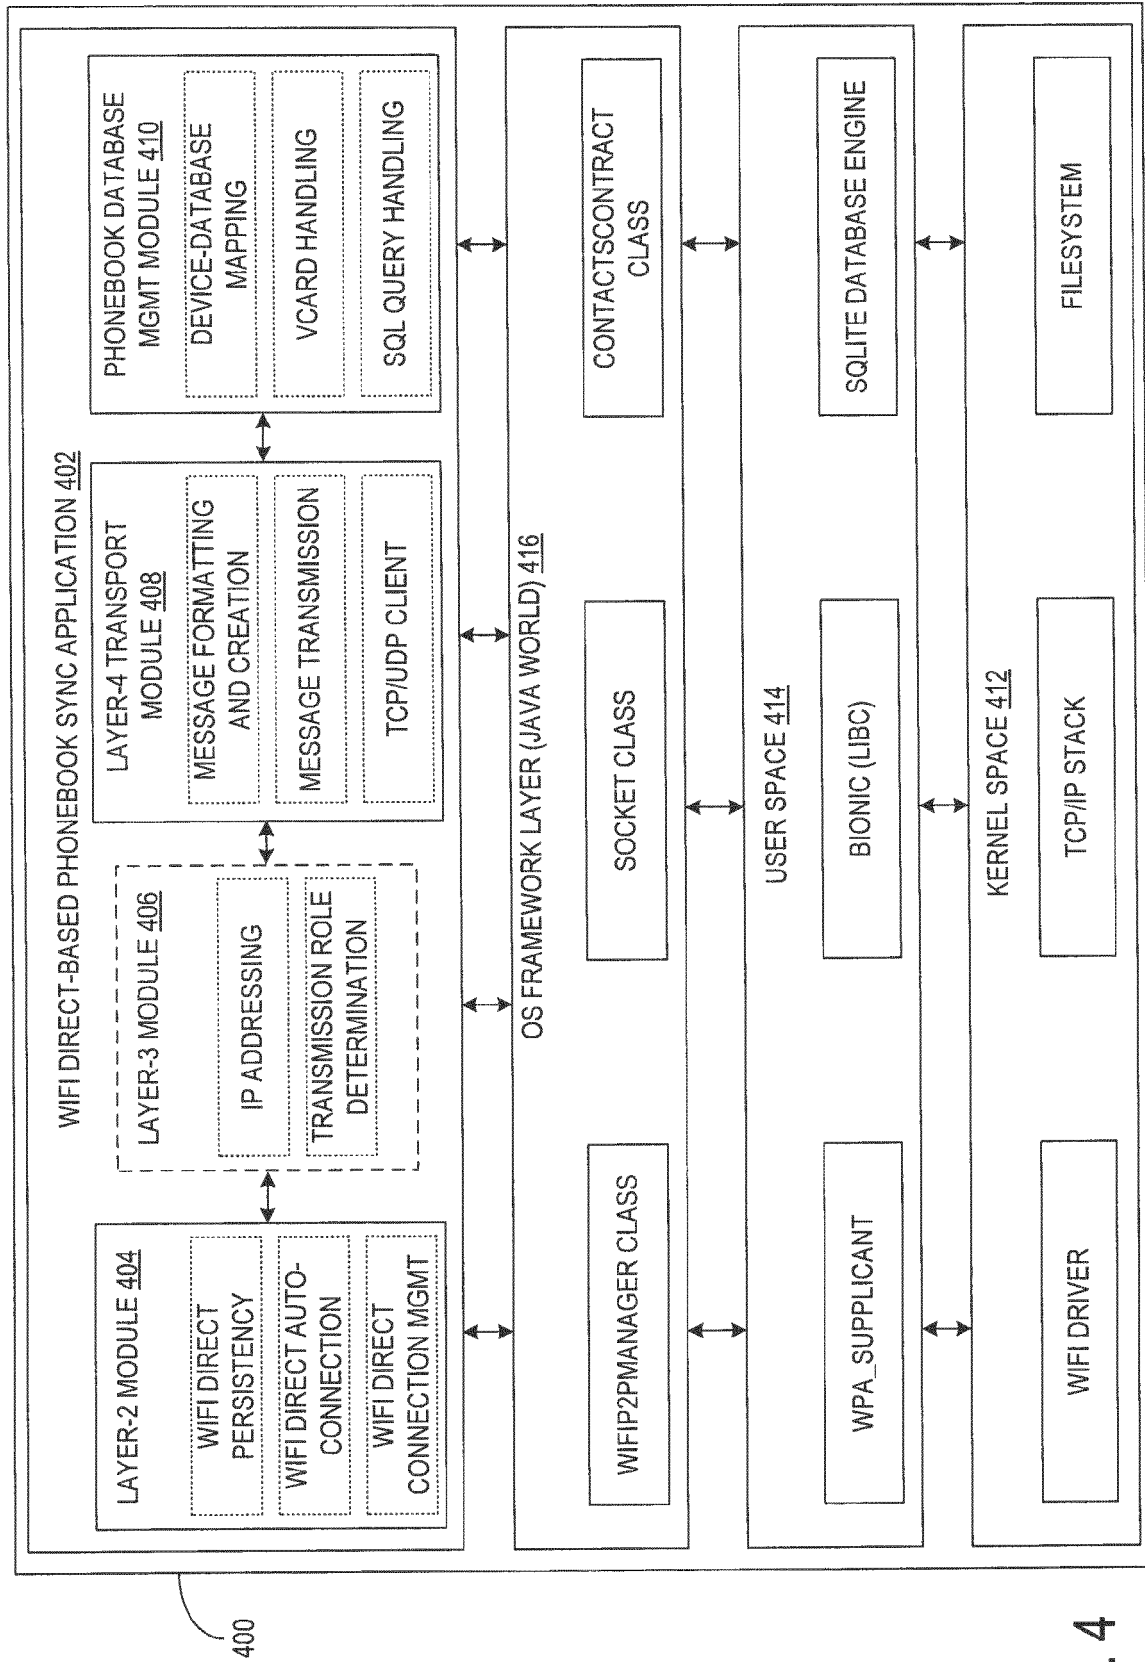 WIFI DIRECT-BASED PHONEBOOK SYNC APPLICATION 402
LAYER-2 MODULE 404
WIFI DIRECT
PERSISTENCY
WIFI DIRECT AUTO-
CONNECTION
WIFI DIRECT
CONNECTION MGMT
LAYER-3 MODULE 406
IP ADDRESSING
TRANSMISSION ROLE
DETERMINATION
LAYER-4 TRANSPORT
MODULE 408
MESSAGE FORMATTING
AND CREATION
MESSAGE TRANSMISSION
TCP/UDP CLIENT
PHONEBOOK DATABASE
MGMT MODULE 410
DEVICE-DATABASE
MAPPING
VCARD HANDLING
SQL QUERY HANDLING
OS FRAMEWORK LAYER (JAVA WORLD) 416
WIFIP2PMANAGER CLASS
SOCKET CLASS
CONTACTSCONTRACT
CLASS
USER SPACE 414
WPA_SUPPLICANT
BIONIC (LIBC)
SQLITE DATABASE ENGINE
KERNEL SPACE 412
WIFI DRIVER
TCP/IP STACK
FILESYSTEM
400
. 4